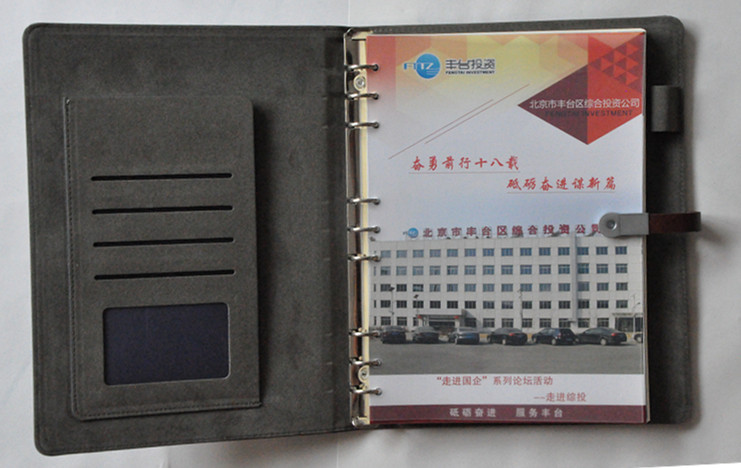 FTTZ 丰台投资
FENGTAI INVESTMENT
北京市丰台区综合投资公司
FENGTAI INVESTMENT
奋勇前行十八载
砥砺奋进谋新篇
北京市丰台区综合投资公司
“走进国企”系列论坛活动
---走进综投
砥砺奋进 服务丰台